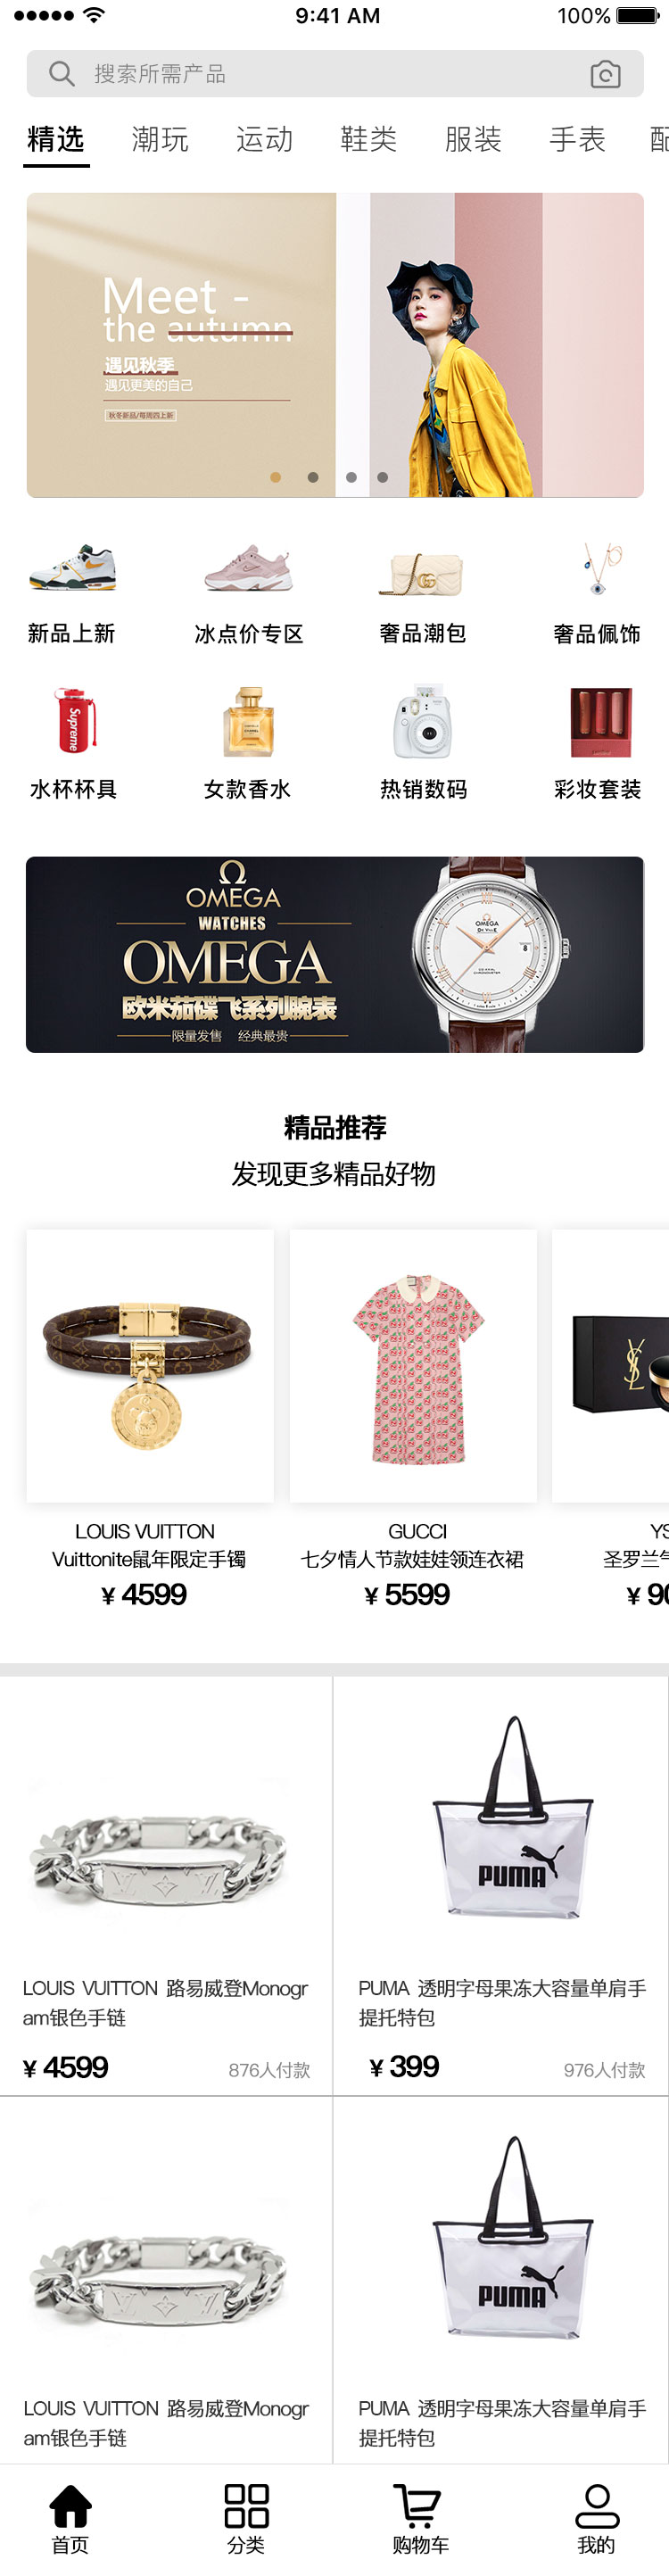 9:41 AM
100%
搜索所需产品
精选 潮玩 运动 鞋类 服装 手表 配
Meet -
the autumn
遇见秋季
遇见更美的自己
秋冬新品/每周四上新
新品上新 冰点价专区 奢品潮包 奢品佩饰
Supreme
水杯杯具 女款香水 热销数码 彩妆套装
OMEGA
WATCHES
OMEGA
欧米茄碟飞系列腕表
限量发售 经典最贵
OMEGA
De Ville
8
精品推荐
发现更多精品好物
YSL
LOUIS VUITTON
Vuittonite鼠年限定手镯
¥ 4599
GUCCI
七夕情人节款娃娃领连衣裙
¥ 5599
YS
圣罗兰气
¥ 90
PUMA
LOUIS VUITTON 路易威登Monogr
am银色手链
¥ 4599
876人付款
PUMA 透明字母果冻大容量单肩手
提托特包
¥ 399
976人付款
PUMA
LOUIS VUITTON 路易威登Monogr
am银色手链
PUMA 透明字母果冻大容量单肩手
提托特包
首页 分类 购物车 我的